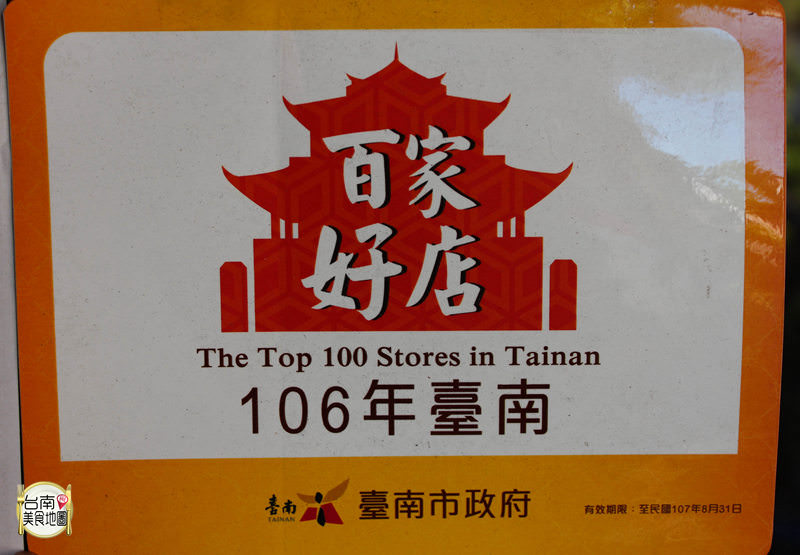 百家
好店
The Top 100 Stores in Tainan
106年臺南
臺南
TAINAN
臺南市政府
有效期限：至民國107年8月31日
台南
美食地圖